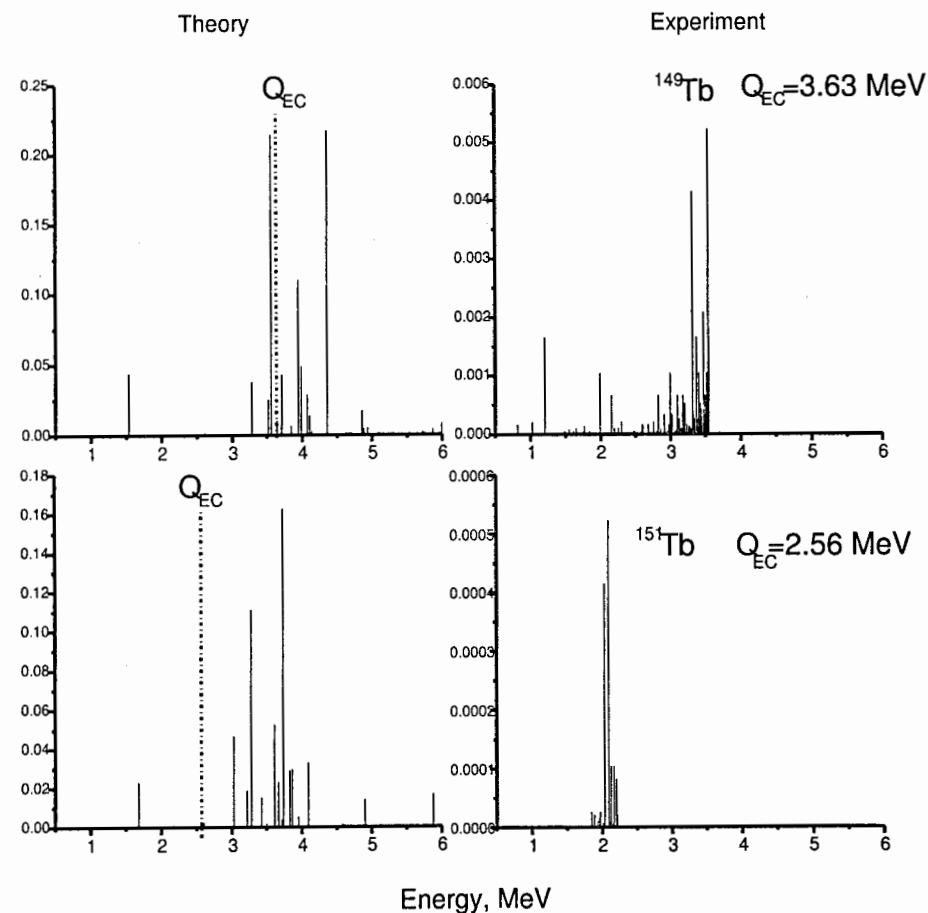 Theory
Experiment
Q_EC
0.25
0.20
0.15
0.10
0.05
0.00
1 2 3 4 5 6
149Tb Q_EC=3.63 MeV
0.006
0.005
0.004
0.003
0.002
0.001
0.000
1 2 3 4 5 6
Q_EC
0.18
0.16
0.14
0.12
0.10
0.08
0.06
0.04
0.02
0.00
1 2 3 4 5 6
151Tb Q_EC=2.56 MeV
0.0006
0.0005
0.0004
0.0003
0.0002
0.0001
0.0000
1 2 3 4 5 6
Energy, MeV